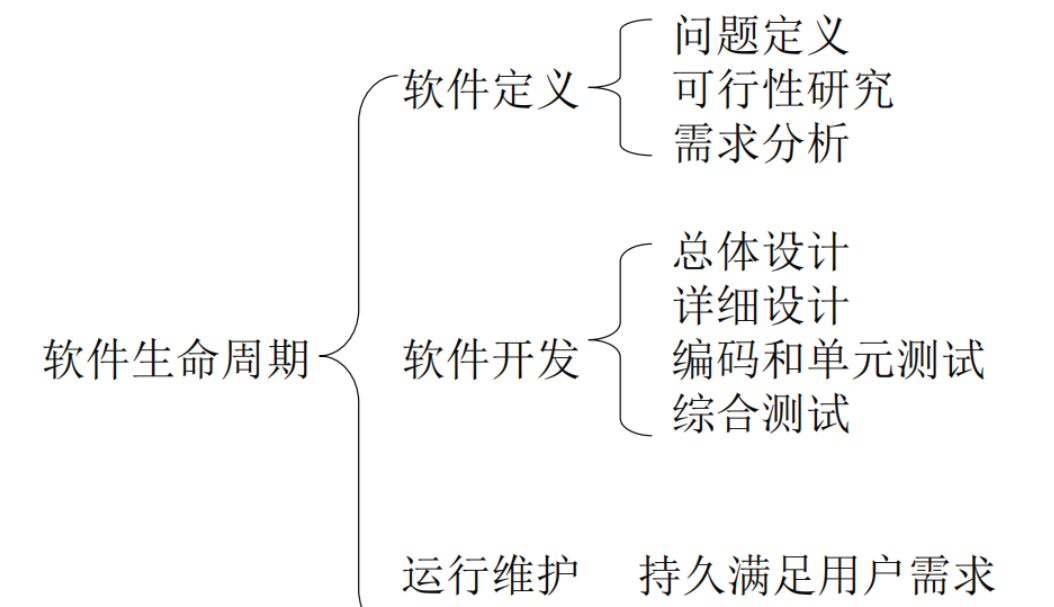 软件生命周期
软件定义
问题定义
可行性研究
需求分析
软件开发
总体设计
详细设计
编码和单元测试
综合测试
运行维护 持久满足用户需求